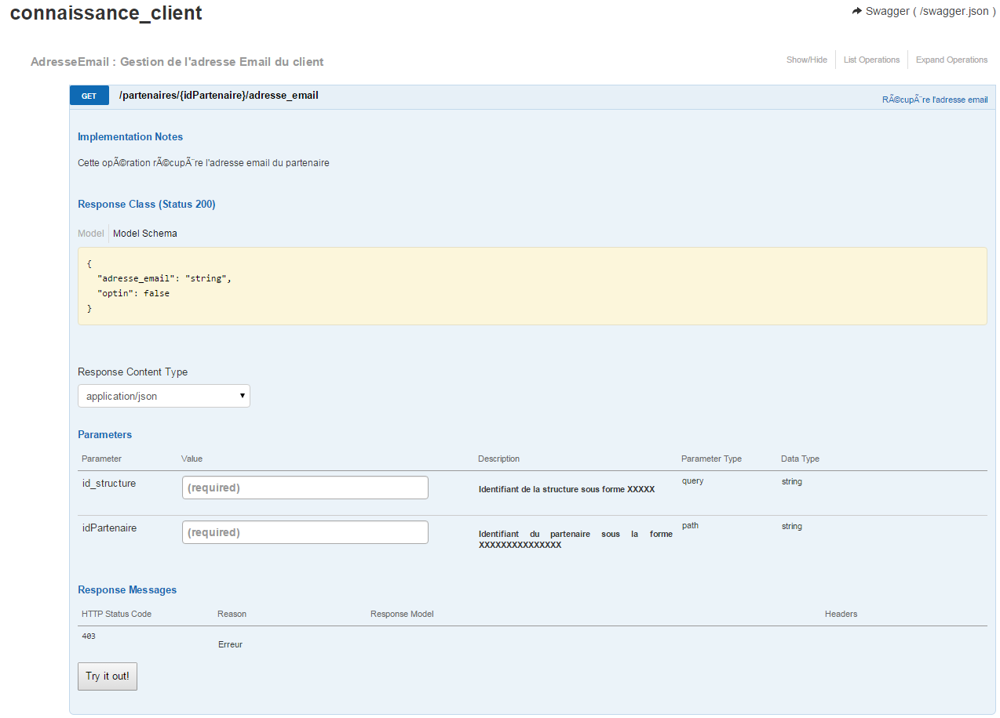 connaissance_client
Swagger ( /swagger.json )
AdresseEmail : Gestion de l'adresse Email du client
Show/Hide
List Operations
Expand Operations
GET
/partenaires/{idPartenaire}/adresse_email
RÃ©cupÃ¨re l'adresse email
Implementation Notes
Cette opÃ©ration rÃ©cupÃ¨re l'adresse email du partenaire
Response Class (Status 200)
Model
Model Schema
{
"adresse_email": "string",
"optin": false
}
Response Content Type
application/json
Parameters
Parameter Value Description Parameter Type Data Type
id_structure (required) Identifiant de la structure sous forme XXXXX query string
idPartenaire (required) Identifiant du partenaire sous la forme path string
XXXXXXXXXXXXXXX
Response Messages
HTTP Status Code Reason Response Model Headers
403
Erreur
Try it out!